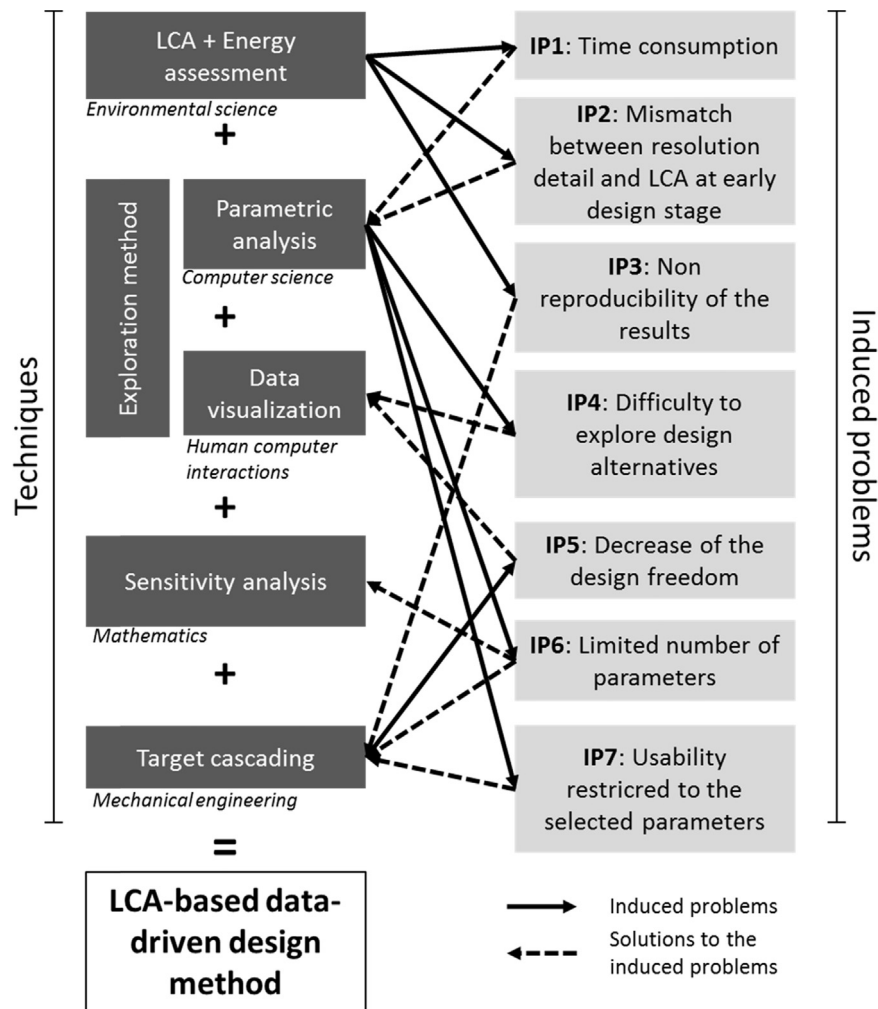 Techniques
LCA + Energy
assessment
Environmental science
+
Exploration method
Parametric
analysis
Computer science
+
Data
visualization
Human computer
interactions
+
Sensitivity analysis
Mathematics
+
Target cascading
Mechanical engineering
=
LCA-based data-
driven design
method
IP1: Time consumption
IP2: Mismatch
between resolution
detail and LCA at early
design stage
IP3: Non
reproducibility of the
results
IP4: Difficulty to
explore design
alternatives
IP5: Decrease of the
design freedom
IP6: Limited number of
parameters
IP7: Usability
restricred to the
selected parameters
Induced problems
Induced problems
Solutions to the
induced problems